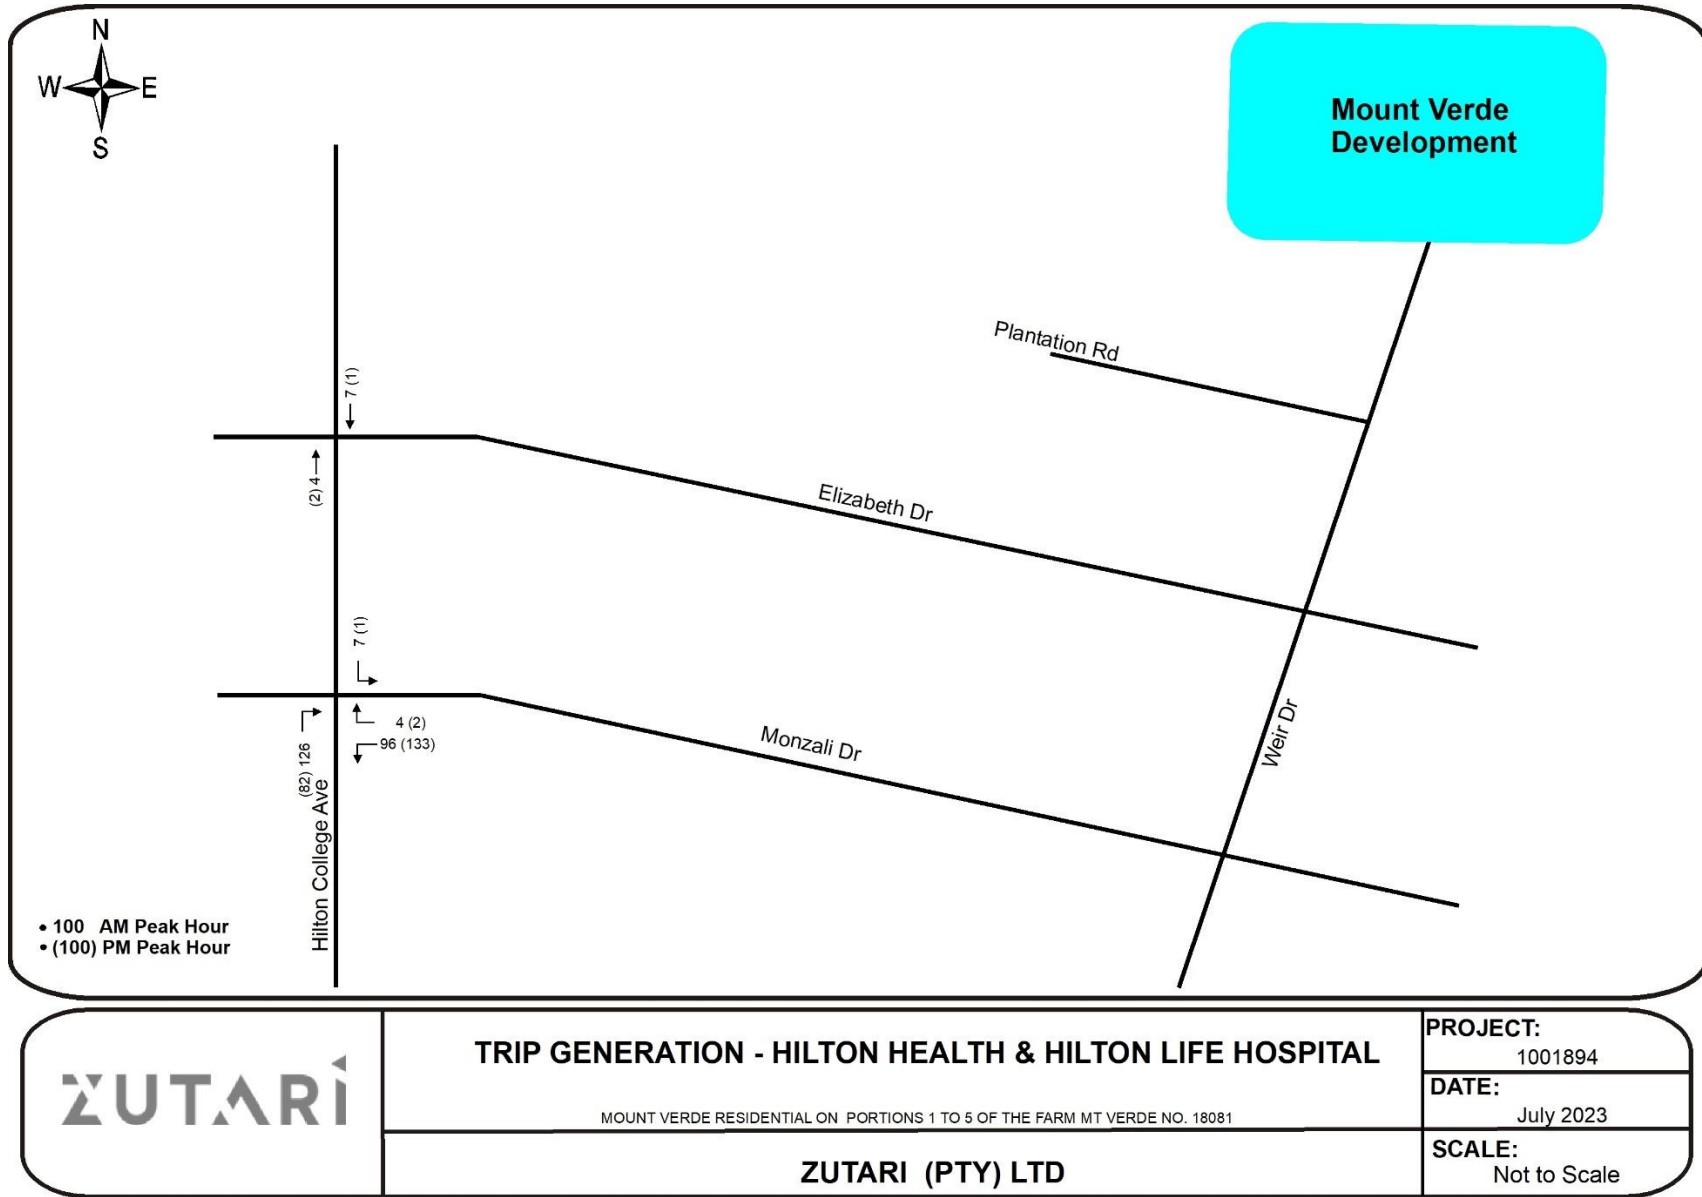 N
W E
S
Mount Verde
Development
Plantation Rd
7 (1)
(2) 4
Elizabeth Dr
7 (1)
4 (2)
96 (133)
(82) 126
Monzali Dr
Weir Dr
Hilton College Ave
• 100 AM Peak Hour
• (100) PM Peak Hour
ZUTARI
TRIP GENERATION - HILTON HEALTH & HILTON LIFE HOSPITAL
MOUNT VERDE RESIDENTIAL ON PORTIONS 1 TO 5 OF THE FARM MT VERDE NO. 18081
ZUTARI (PTY) LTD
PROJECT:
1001894
DATE:
July 2023
SCALE:
Not to Scale